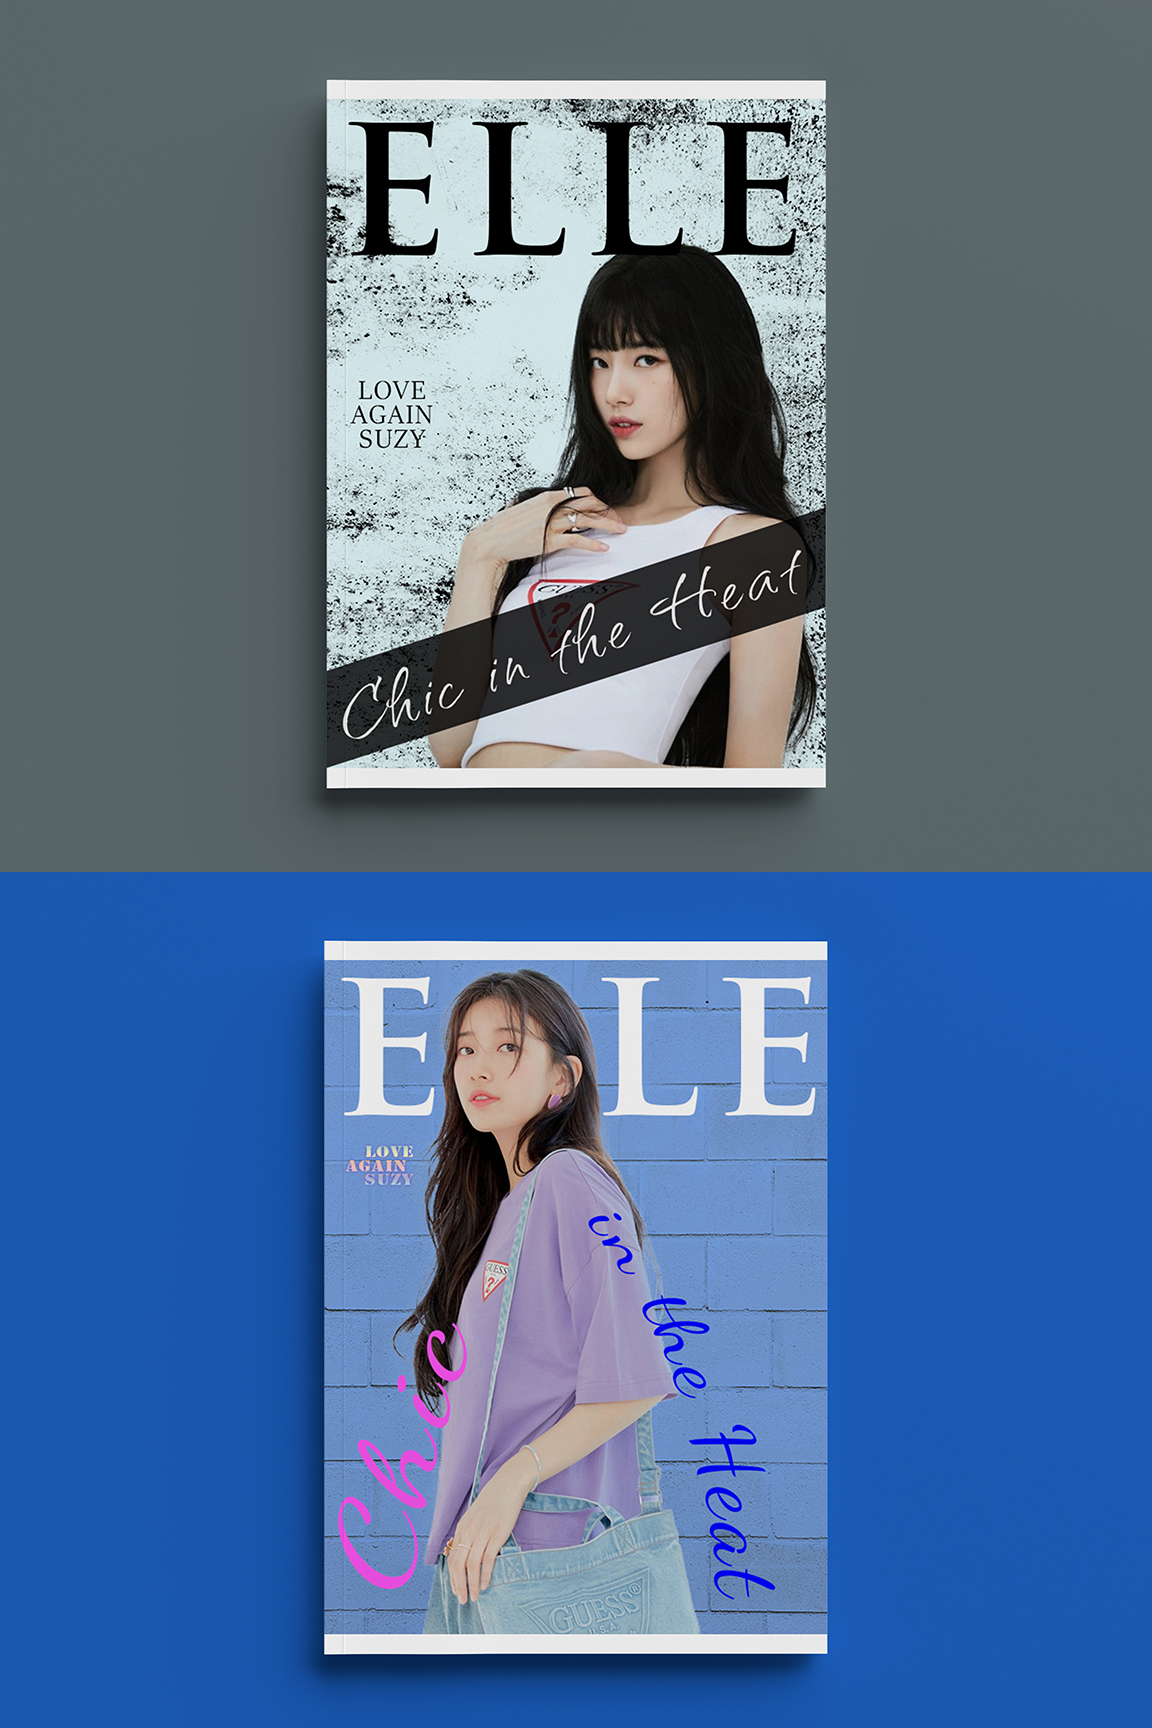 ELLE
LOVE
AGAIN
SUZY
GUESS
?
Chic in the Heat
ELLE
LOVE
AGAIN
SUZY
in the Heat
GUESS
?
Chic
GUESS®
U.S.A.